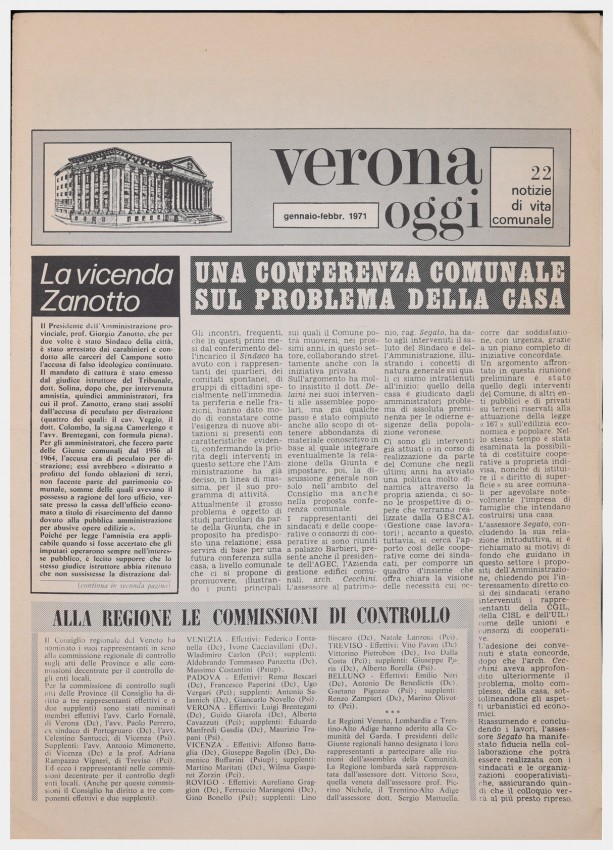 verona
oggi
gennaio-febbr. 1971
22
notizie
di vita
comunale
La vicenda
Zanotto
Il Presidente dell'Amministrazione pro-
vinciale, prof. Giorgio Zanotto, che per
due volte è stato Sindaco della città,
è stato arrestato dai carabinieri e con-
dotto alle carceri del Campone sotto
l'accusa di falso ideologico continuato.
Il mandato di cattura è stato emesso
dal giudice istruttore del Tribunale,
dott. Solina, dopo che, per intervenuta
amnistia, quindici amministratori, fra
cui il prof. Zanotto, erano stati assolti
dall'accusa di peculato per distrazione
(quattro dei quali: il cav. Veggio, il
dott. Colombo, la sig.na Camerlengo e
l'avv. Brentegani, con formula piena).
Per gli amministratori, che fecero parte
delle Giunte comunali dal 1956 al
1964, l'accusa era di peculato per di-
strazione; essi avrebbero «distratto a
profitto del fondo oblazioni di terzi,
non facente parte del patrimonio co-
munale, somme delle quali avevano il
possesso a ragione del loro ufficio, ver-
sate presso la cassa dell'ufficio econo-
mato a titolo di risarcimento del danno
dovuto alla pubblica amministrazione
per abusive opere edilizie».
Poiché per legge l'amnistia era appli-
cabile quando si fosse accertato che gli
imputati operarono sempre nell'interes-
se pubblico, è lecito supporre che lo
stesso giudice istruttore abbia ritenuto
che non sussistesse la distrazione dal-
(continua in seconda pagina)
UNA CONFERENZA COMUNALE
SUL PROBLEMA DELLA CASA
Gli incontri, frequenti,
che in questi primi me-
si dal conferimento del-
l'incarico il Sindaco ha
avuto con i rappresen-
tanti dei quartieri, dei
comitati spontanei, di
gruppi di cittadini spe-
cialmente nell'immedia-
ta periferia e nelle fra-
zioni, hanno dato mo-
do di constatare come
l'esigenza di nuove abi-
tazioni si presenti con
caratteristiche eviden-
ti, confermando la prio-
rità degli interventi in
questo settore che l'Am-
ministrazione ha già
deciso, in linea di mas-
sima, per il suo pro-
gramma di attività.
Attualmente il grosso
problema è oggetto di
studi particolari da par-
te della Giunta, che in
proposito ha predispo-
sto una relazione; essa
servirà di base per una
natura conferenza sulla
casa, a livello comunale
che ci si propone di
promuovere, illustran-
do i punti principali
sui quali il Comune po-
trà muoversi, nei pros-
simi anni, in questo set-
tore, collaborando stret-
tamente anche con la
iniziativa privata.
Sull'argomento ha mol-
to insistito il dott. De-
laini nei suoi interven-
ti alle assemblee popo-
lari, ma già qualche
passo è stato compiuto
anche allo scopo di ot-
tenere abbondanza di
materiale conoscitivo in
base al quale integrare
eventualmente la rela-
zione della Giunta e
impostare, poi, la di-
scussione generale non
solo nell'ambito del
Consiglio ma anche
nella proposta confe-
renza comunale.
I rappresentanti dei
sindacati e delle coope-
rative o consorzi di coo-
perative si sono riuniti
a palazzo Barbieri, pre-
sente anche il presiden-
te dell'AGEC, l'Azienda
gestione edifici comu-
nali, arch. Cecchini.
L'assessore al patrimo-
nio, rag. Segato, ha da-
to agli intervenuti il sa-
luto del Sindaco e del-
l'Amministrazione, illu-
strando i concetti di
natura generale sui qua-
li ci siamo intrattenuti
all'inizio: quello della
casa è giudicato dagli
amministratori proble-
ma di assoluta premi-
nenza per le odierne e-
sigenze della popola-
zione veronese.
Ci sono gli interventi
già attuati o in corso di
realizzazione da parte
del Comune che negli
ultimi anni ha avviato
una politica molto di-
namica attraverso la
propria azienda; ci so-
no le prospettive di o-
pere che verranno rea-
lizzate dalla GESCAL
(Gestione case lavora-
tori); accanto a questo,
tuttavia, si cerca l'ap-
porto così delle coope-
rative come dei sinda-
cati, per comporre un
quadro d'insieme che
offra chiara la visione
delle necessità cui oc-
corre dar soddisfazio-
ne, con urgenza, grazie
a un piano completo di
iniziative concordate.
Un argomento affron-
tato in questa riunione
preliminare è stato
quello degli interventi
del Comune, di altri en-
ti pubblici e di privati
su terreni riservati alla
attuazione della legge
«167» sull'edilizia eco-
nomica e popolare. Nel-
lo stesso tempo è stata
esaminata la possibili-
tà di costituire coope-
rative a proprietà indi-
visa, nonché di istitui-
re il «diritto di super-
ficie» su aree comuna-
li per agevolare note-
volmente l'impresa di
famiglie che intendano
costruirsi una casa.
L'assessore Segato, con-
cludendo la sua rela-
zione introduttiva, si è
richiamato ai motivi di
fondo che guidano in
questo settore i propo-
siti dell'Amministrazio-
ne, chiedendo poi l'in-
teressamento diretto co-
sì dei sindacati (erano
intervenuti i rappre-
sentanti della CGIL,
della CISL e dell'UIL)
come delle unioni e
consorzi di cooperati-
ve.
L'adesione dei conve-
nuti è stata concorde,
dopo che l'arch. Cec-
chini aveva approfon-
dito ulteriormente il
problema, molto com-
plesso, della casa, sot-
tolineandone gli aspet-
ti urbanistici ed econo-
mici.
Riassumendo e conclu-
dendo i lavori, l'asses-
sore Segato ha manife-
stato fiducia nella col-
laborazione che potrà
essere realizzata con i
sindacati e le organiz-
zazioni cooperativisti-
che, assicurando quin-
di che il colloquio ver-
rà al più presto ripreso.
ALLA REGIONE LE COMMISSIONI DI CONTROLLO
Il Consiglio regionale del Veneto ha
nominato i suoi rappresentanti in seno
alla commissione regionale di controllo
sugli atti delle Province e alle com-
missioni decentrate per il controllo de-
gli enti locali.
Per la commissione di controllo sugli
atti delle Province (il Consiglio ha di-
ritto a tre rappresentanti effettivi e a
due supplenti) sono stati nominati
membri effettivi l'avv. Carlo Fornalè,
di Verona (Dc), l'avv. Paolo Perrero,
ex sindaco di Portogruaro (Dc), l'avv.
Celestino Santucci, di Vicenza (Psi).
Supplenti: l'avv. Antonio Mimonetto,
di Vicenza (Dc) e la prof. Adriana
Rampazzo Vigneri, di Treviso (Pci).
Ed ecco i rappresentanti nelle commis-
sioni decentrate per il controllo degli
enti locali. (Anche per queste commis-
sioni il Consiglio ha diritto a tre com-
ponenti effettivi e due supplenti).
VENEZIA - Effettivi: Federico Fonta-
nella (Dc), Ivone Cacciavillani (Dc),
Wladimiro Carlon (Pci); supplenti:
Aldebrando Tommaso Panzetta (Dc),
Massimo Costantini (Psiup).
PADOVA - Effettivi: Remo Boscari
(Dc), Francesco Paperini (Dc), Ugo
Vergari (Pci); supplenti: Antonio Sa-
lasnich (Dc), Giancarlo Novello (Psi).
VERONA - Effettivi: Luigi Brentegani
(Dc), Guido Giarola (Dc), Alberto
Cavazzuti (Pci); supplenti: Eduardo
Manfredi Gasdia (Dc), Maurizio Tra-
pani (Psi).
VICENZA - Effettivi: Alfonso Batta-
glia (Dc), Giuseppe Bagolin (Dc), Do-
menico Buffarini (Psiup); supplenti:
Martino Maritati (Dc), Wilma Gaspa-
ret Zorzin (Pci).
ROVIGO - Effettivi: Aureliano Grag-
gion (Dc), Ferruccio Marangoni (Dc),
Gino Bonello (Psi); supplenti: Lino
Biscaro (Dc), Natale Lanzoni (Pci).
TREVISO - Effettivi: Vito Pavan (Dc)
Vittorino Pietrobon (Dc), Ivo Dalla
Costa (Pci); supplenti: Giuseppe Pa-
nin (Dc), Alberto Borella (Psi).
BELLUNO - Effettivi: Emilio Neri
(Dc), Antonio De Benedictis (Dc),
Gaetano Pigozzo (Psi); supplenti:
Renzo Zampieri (Dc), Marino Olivot-
to (Pci).
***
Le Regioni Veneto, Lombardia e Tren-
tino-Alto Adige hanno aderito alla Co-
munità del Garda. I presidenti delle
Giunte regionali hanno designato i loro
rappresentanti a partecipare alle riu-
nioni dell'assemblea della Comunità.
La Regione lombarda sarà rappresen-
tata dall'assessore dott. Vittorio Soro,
quella veneta dall'assessore prof. Pie-
rino Nichele, il Trentino-Alto Adige
dall'assessore dott. Sergio Mattuella.